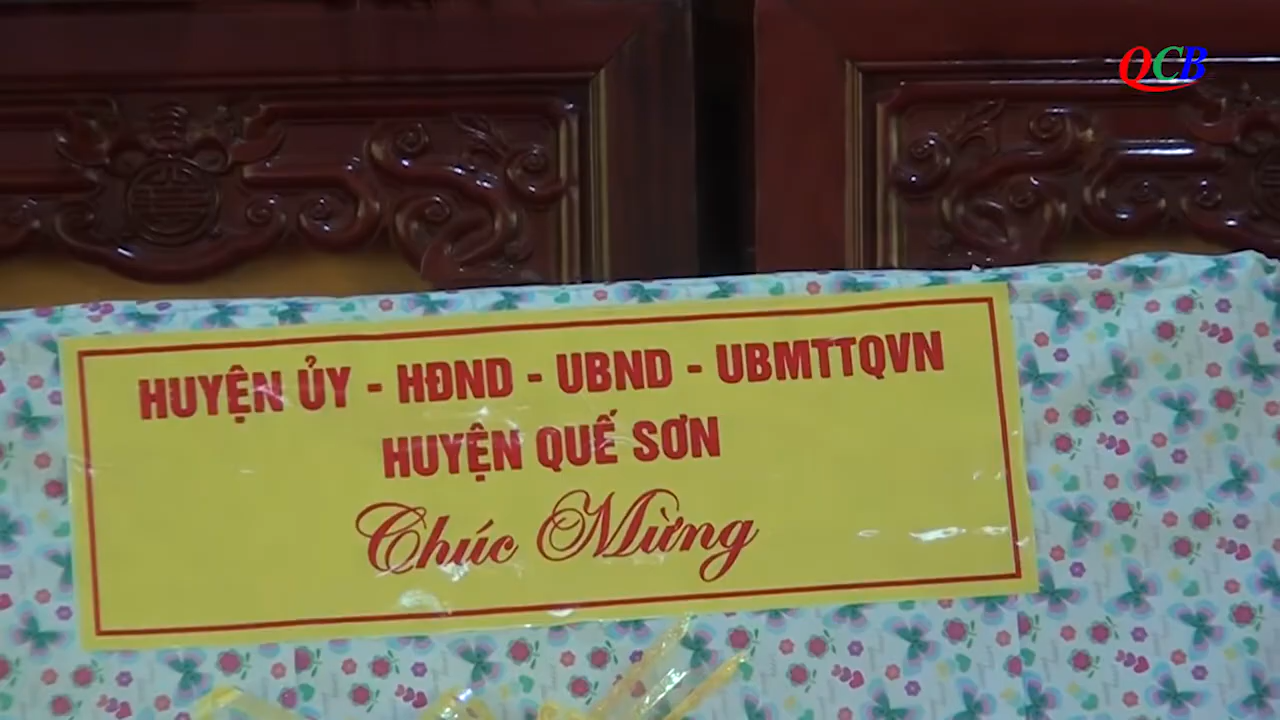 QCB
HUYỆN ỦY - HĐND - UBND - UBMTTQVN
HUYỆN QUẾ SƠN
Chúc Mừng